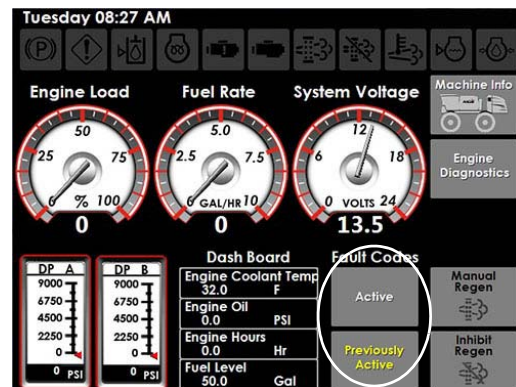 Tuesday 08:27 AM
Engine Load
Fuel Rate
System Voltage
Machine Info
0 25 50 75 100
%
0
0 2.5 5.0 7.5 10
GAL/HR
0
0 6 12 18 24
VOLTS
13.5
Engine
Diagnostics
DP A
9000
6750
4500
2250
0
0 PSI
DP B
9000
6750
4500
2250
0
0 PSI
Dash Board
Engine Coolant Temp
32.0 F
Engine Oil
0.0 PSI
Engine Hours
0.0 Hr
Fuel Level
50.0 Gal
Fault Codes
Active
Previously
Active
Manual
Regen
Inhibit
Regen